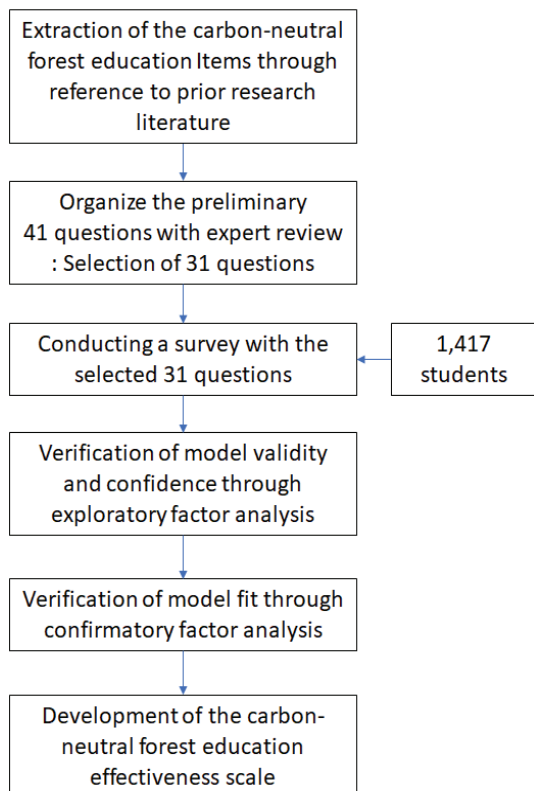 Extraction of the carbon-neutral
forest education Items through
reference to prior research
literature
Organize the preliminary
41 questions with expert review
: Selection of 31 questions
Conducting a survey with the
selected 31 questions
1,417
students
Verification of model validity
and confidence through
exploratory factor analysis
Verification of model fit through
confirmatory factor analysis
Development of the carbon-
neutral forest education
effectiveness scale